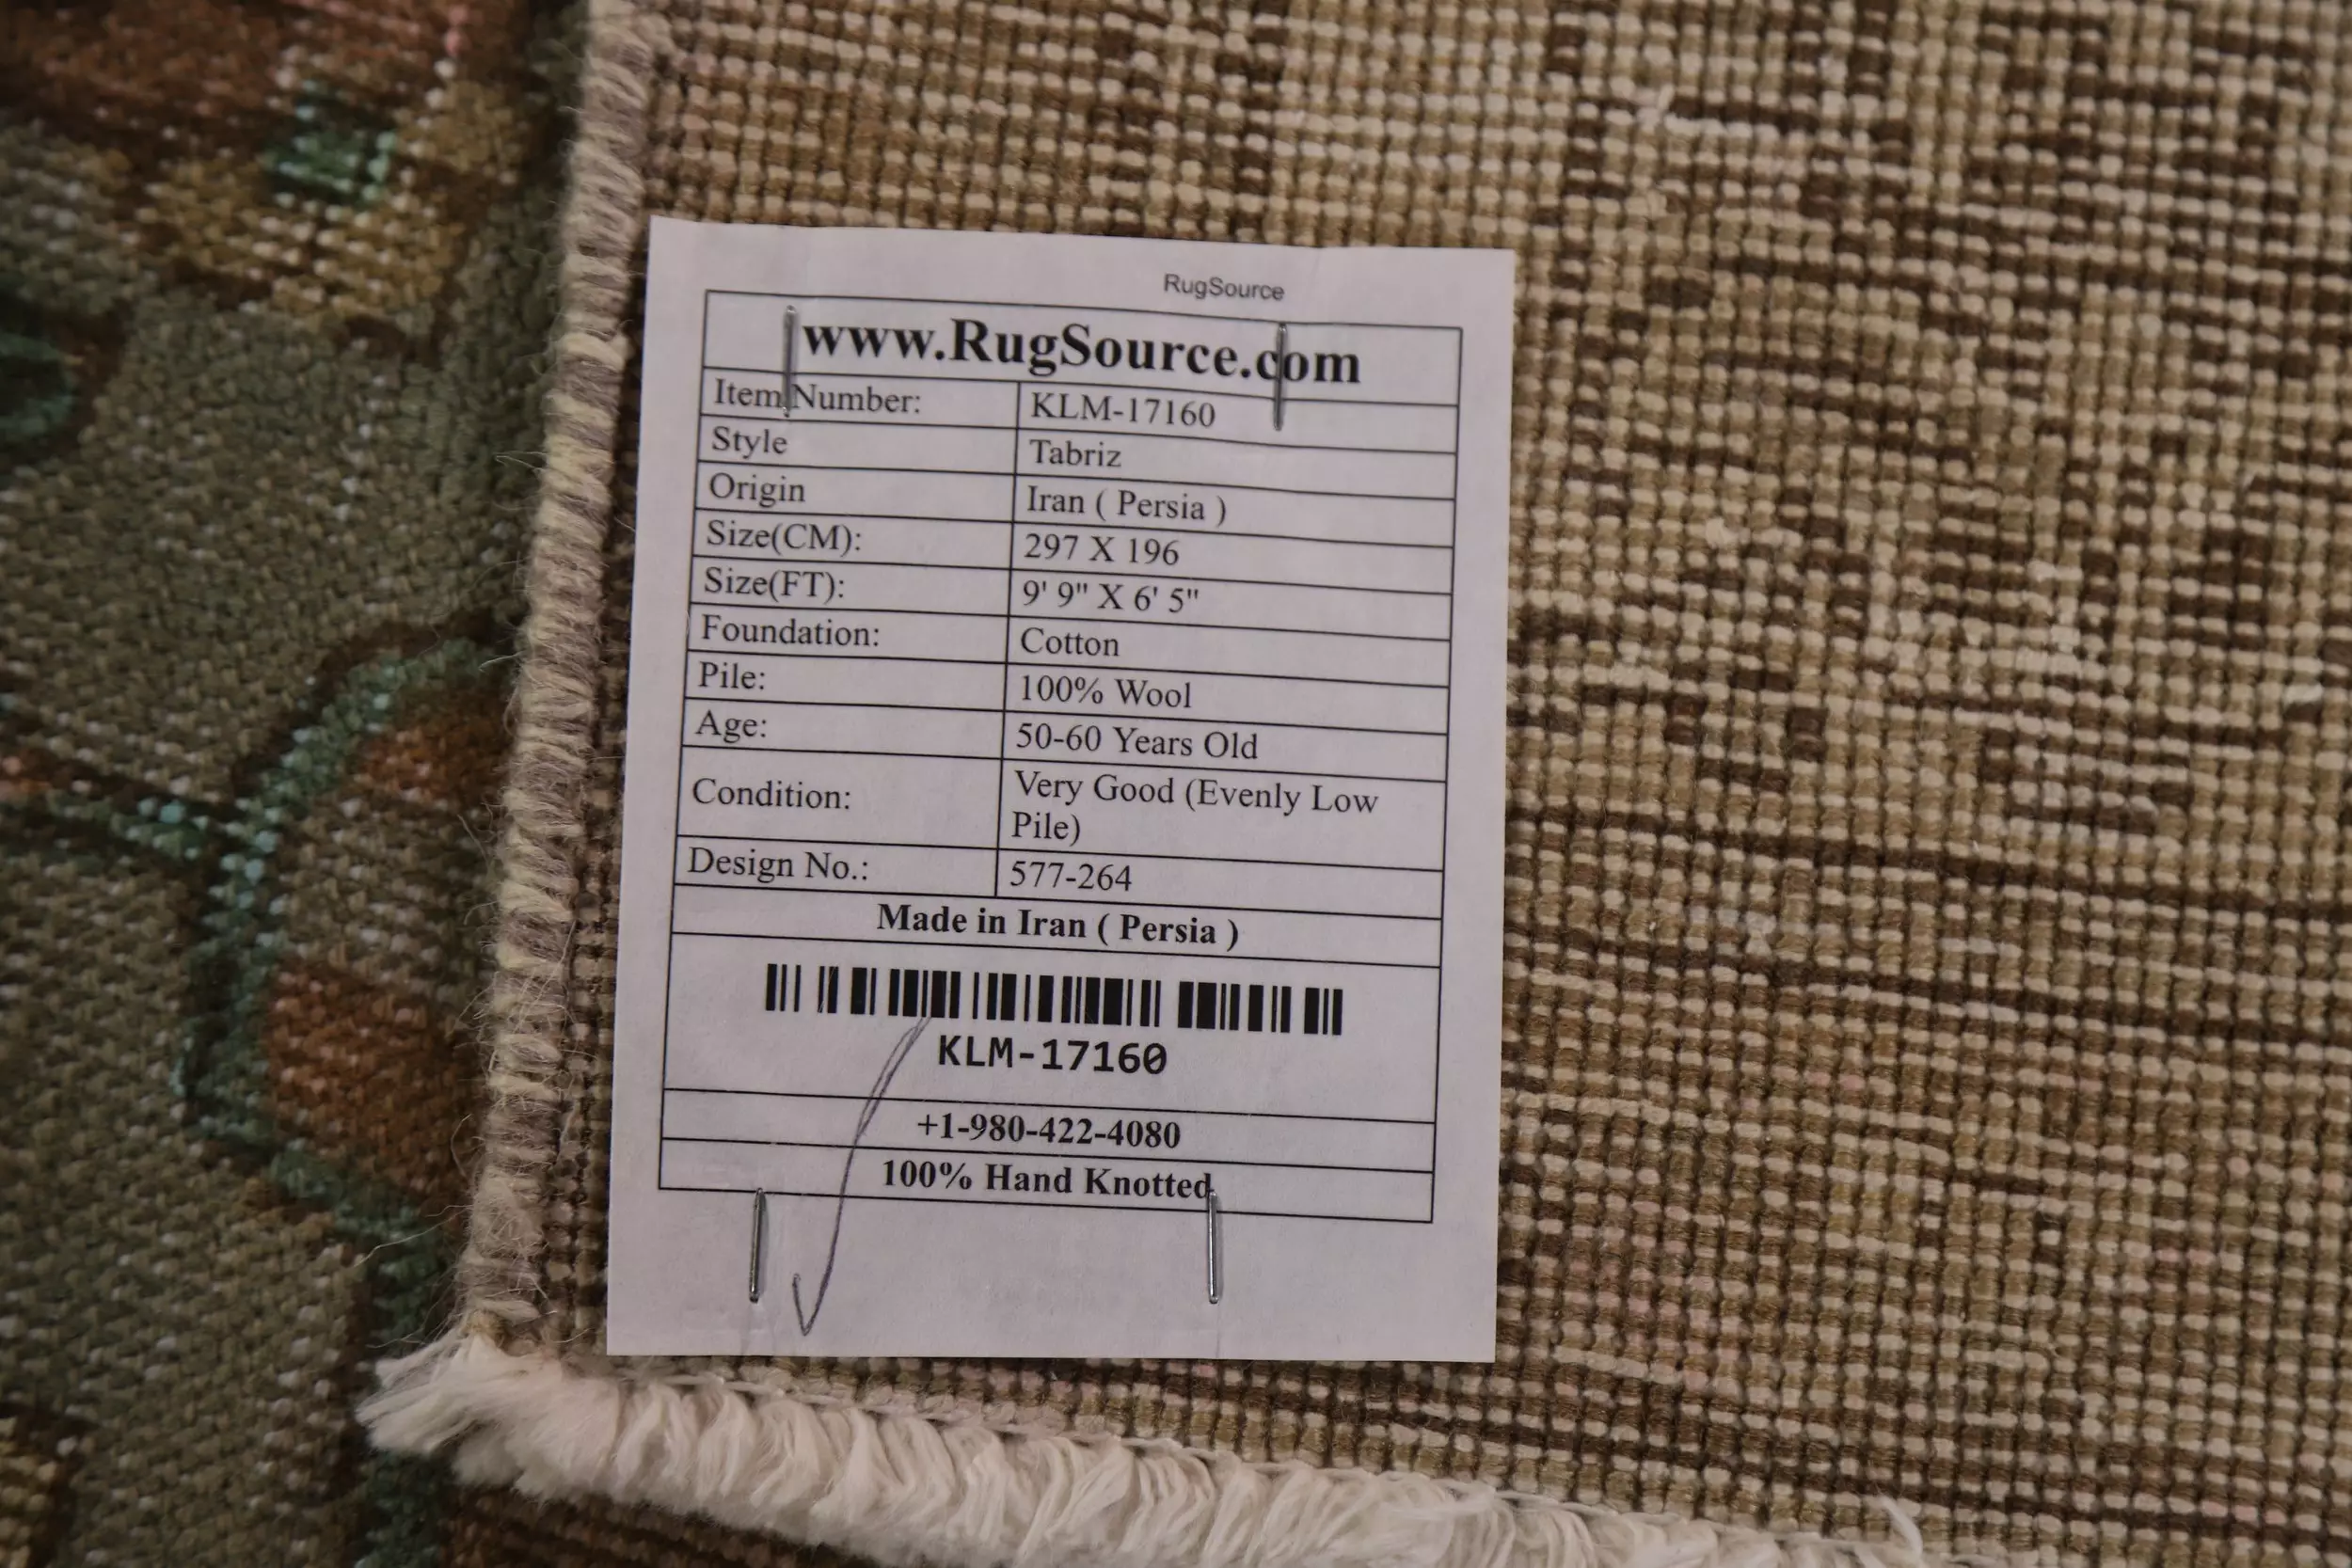 RugSource
www.RugSource.com
Item Number: KLM-17160
Style Tabriz
Origin Iran ( Persia )
Size(CM): 297 X 196
Size(FT): 9' 9" X 6' 5"
Foundation: Cotton
Pile: 100% Wool
Age: 50-60 Years Old
Condition: Very Good (Evenly Low
Pile)
Design No.: 577-264
Made in Iran ( Persia )
KLM-17160
+1-980-422-4080
100% Hand Knotted